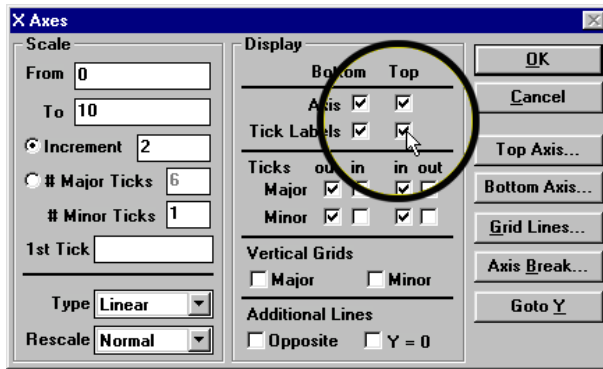 X Axes
Scale
From 0
To 10
Increment 2
# Major Ticks 6
# Minor Ticks 1
1st Tick
Type Linear
Rescale Normal
Display
Bottom Top
Axis
Tick Labels
Ticks out in in out
Major
Minor
Vertical Grids
Major Minor
Additional Lines
Opposite Y = 0
OK
Cancel
Top Axis...
Bottom Axis...
Grid Lines...
Axis Break...
Goto Y